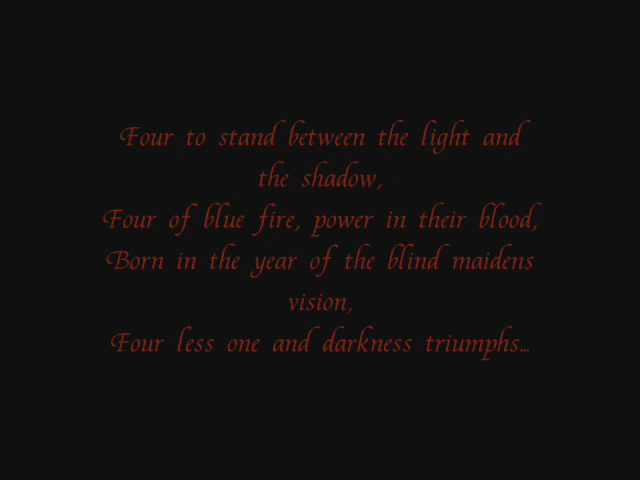 Four to stand between the light and
the shadow,
Four of blue fire, power in their blood,
Born in the year of the blind maidens
vision,
Four less one and darkness triumphs...